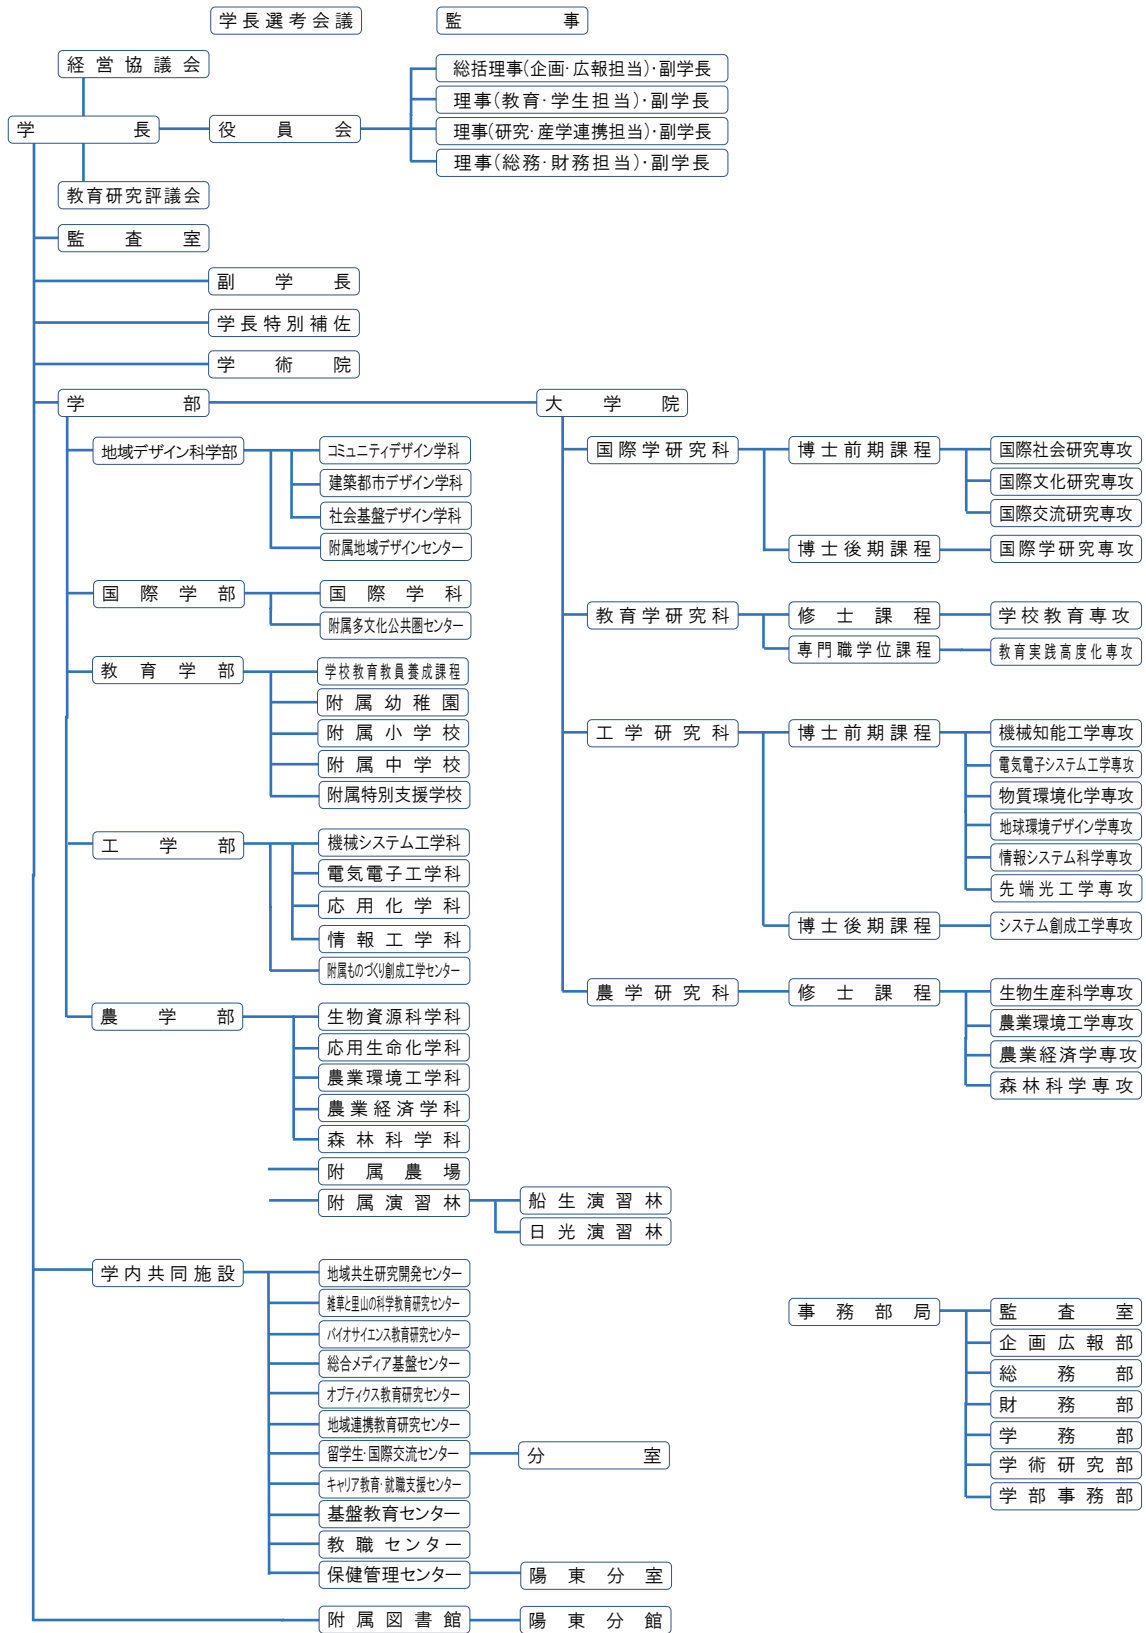 学長選考会議
監事
経営協議会
学長
役員会
総括理事(企画・広報担当)・副学長
理事(教育・学生担当)・副学長
理事(研究・産学連携担当)・副学長
理事(総務・財務担当)・副学長
教育研究評議会
監査室
副学長
学長特別補佐
学術院
学部
地域デザイン科学部
コミュニティデザイン学科
建築都市デザイン学科
社会基盤デザイン学科
附属地域デザインセンター
国際学部
国際学科
附属多文化公共圏センター
教育学部
学校教育教員養成課程
附属幼稚園
附属小学校
附属中学校
附属特別支援学校
工学部
機械システム工学科
電気電子工学科
応用化学科
情報工学科
附属ものづくり創成工学センター
農学部
生物資源科学科
応用生命化学科
農業環境工学科
農業経済学科
森林科学科
附属農場
附属演習林
船生演習林
日光演習林
大学院
国際学研究科
博士前期課程
国際社会研究専攻
国際文化研究専攻
国際交流研究専攻
博士後期課程
国際学研究専攻
教育学研究科
修士課程
学校教育専攻
専門職学位課程
教育実践高度化専攻
工学研究科
博士前期課程
機械知能工学専攻
電気電子システム工学専攻
物質環境化学専攻
地球環境デザイン学専攻
情報システム科学専攻
先端光工学専攻
博士後期課程
システム創成工学専攻
農学研究科
修士課程
生物生産科学専攻
農業環境工学専攻
農業経済学専攻
森林科学専攻
学内共同施設
地域共生研究開発センター
雑草と里山の科学教育研究センター
バイオサイエンス教育研究センター
総合メディア基盤センター
オプティクス教育研究センター
地域連携教育研究センター
留学生・国際交流センター
分室
キャリア教育・就職支援センター
基盤教育センター
教職センター
保健管理センター
陽東分室
附属図書館
陽東分館
事務部局
監査室
企画広報部
総務部
財務部
学務部
学術研究部
学部事務部